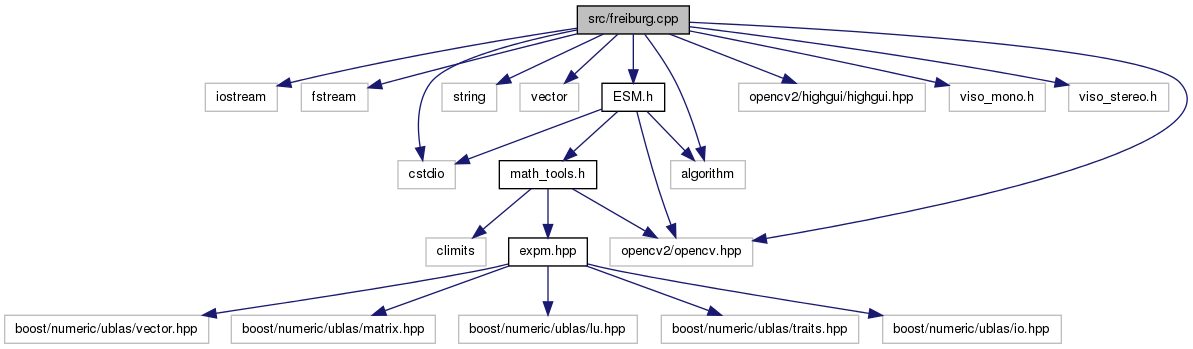 src/freiburg.cpp
iostream
fstream
string
vector
ESM.h
opencv2/highgui/highgui.hpp
viso_mono.h
viso_stereo.h
cstdio
math_tools.h
algorithm
climits
expm.hpp
opencv2/opencv.hpp
boost/numeric/ublas/vector.hpp
boost/numeric/ublas/matrix.hpp
boost/numeric/ublas/lu.hpp
boost/numeric/ublas/traits.hpp
boost/numeric/ublas/io.hpp